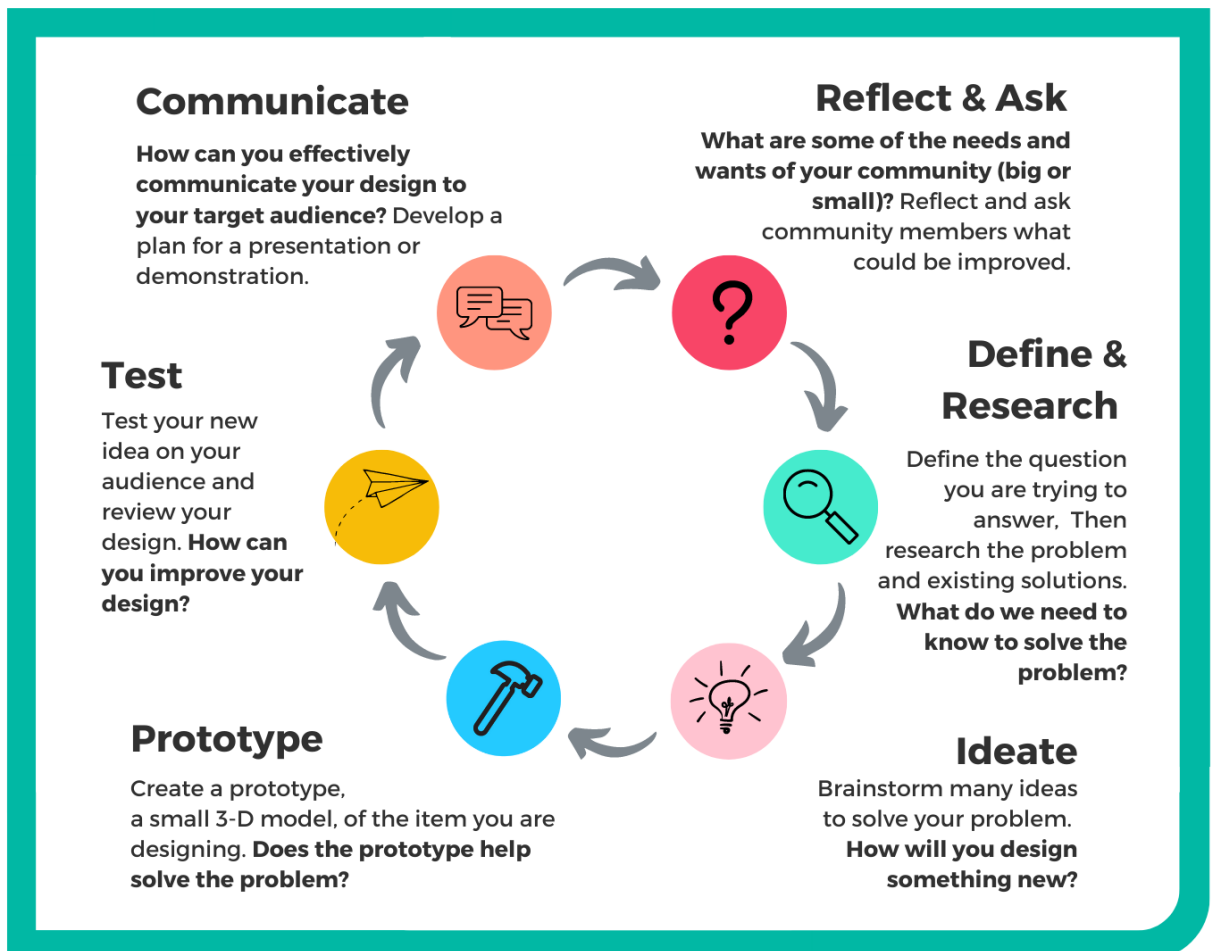 Communicate
How can you effectively
communicate your design to
your target audience? Develop a
plan for a presentation or
demonstration.
Reflect & Ask
What are some of the needs and
wants of your community (big or
small)? Reflect and ask
community members what
could be improved.
Define &
Research
Define the question
you are trying to
answer,  Then
research the problem
and existing solutions.
What do we need to
know to solve the
problem?
Ideate
Brainstorm many ideas
to solve your problem.
How will you design
something new?
Prototype
Create a prototype,
a small 3-D model, of the item you are
designing. Does the prototype help
solve the problem?
Test
Test your new
idea on your
audience and
review your
design. How can
you improve your
design?
?